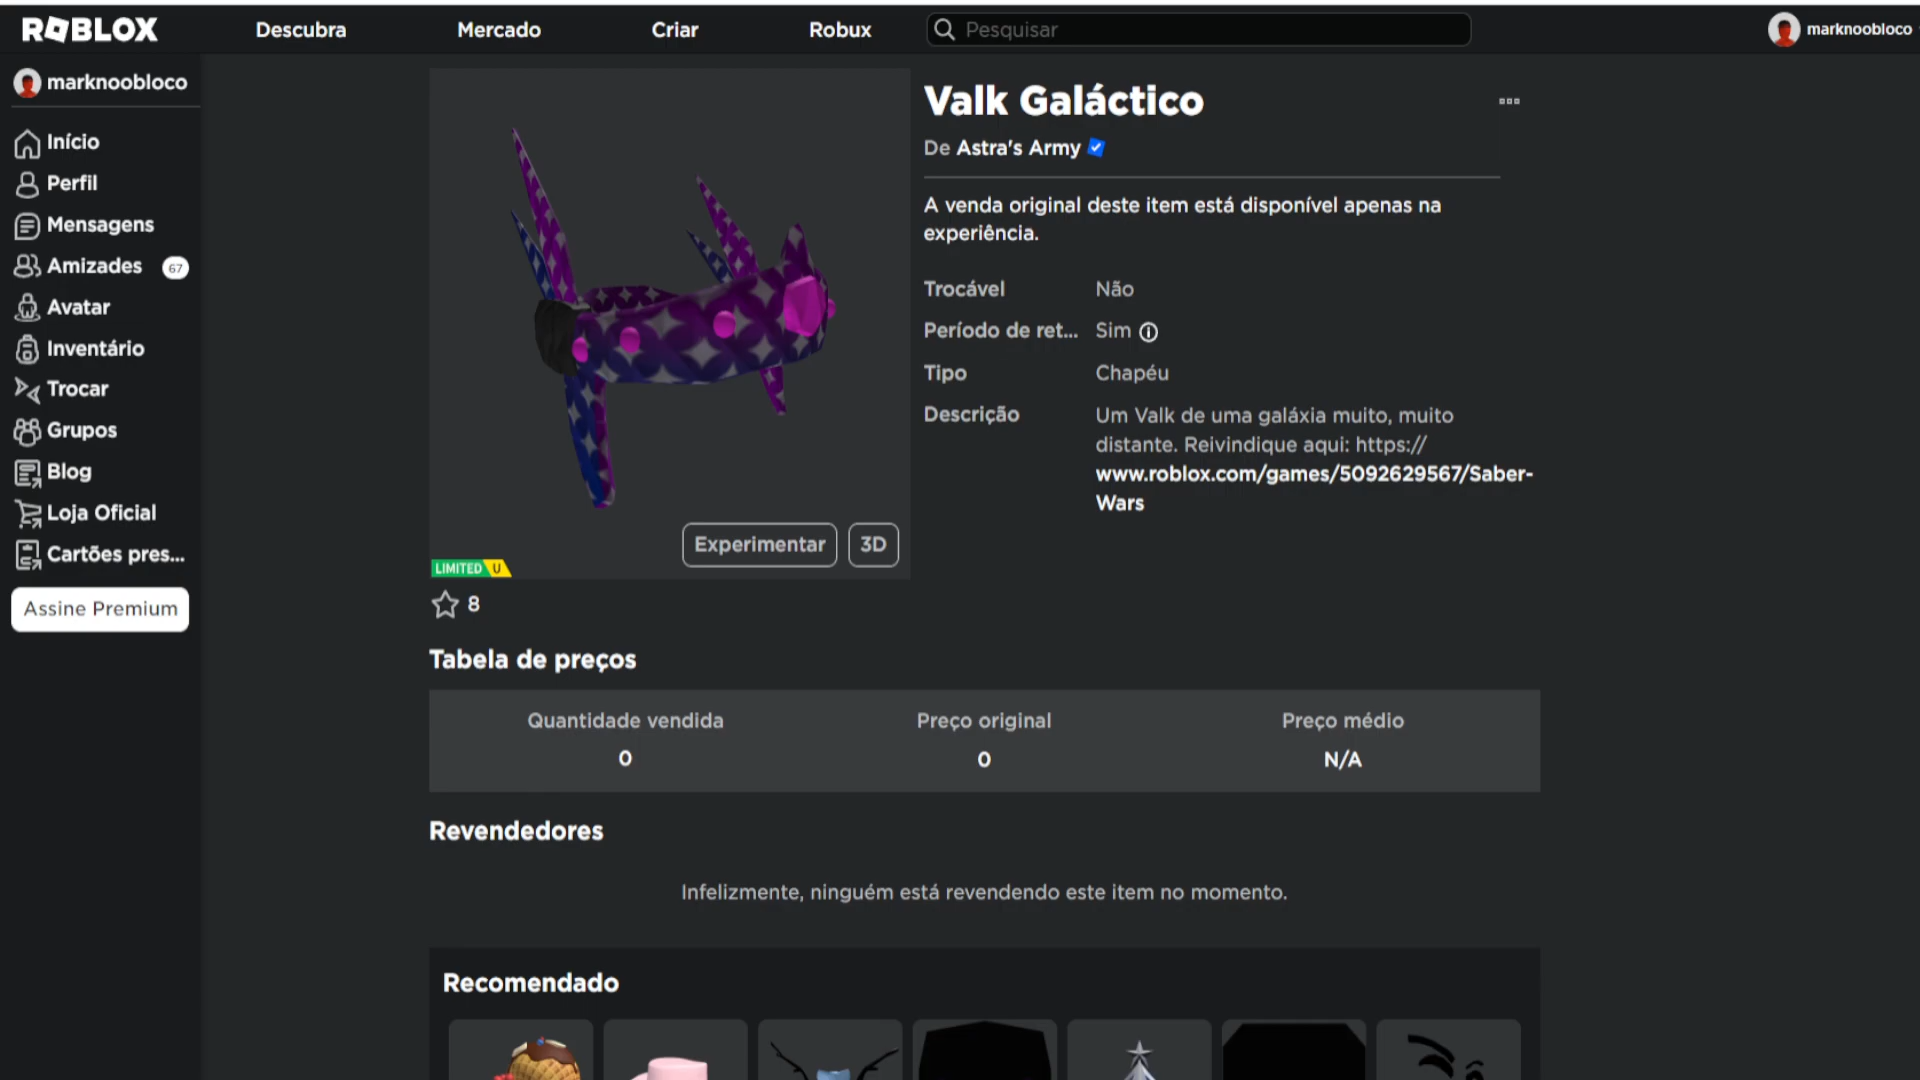 ROBLOX
Descubra
Mercado
Criar
Robux
Pesquisar
marknoobloco
marknoobloco
Início
Perfil
Mensagens
Amizades 67
Avatar
Inventário
Trocar
Grupos
Blog
Loja Oficial
Cartões pres...
Assine Premium
Experimentar
3D
LIMITED U
8
Valk Galáctico
De Astra's Army
A venda original deste item está disponível apenas na
experiência.
Trocável Não
Período de ret... Sim
Tipo Chapéu
Descrição Um Valk de uma galáxia muito, muito
distante. Reivindique aqui: https://
www.roblox.com/games/5092629567/Saber-
Wars
Tabela de preços
Quantidade vendida Preço original Preço médio
0 0 N/A
Revendedores
Infelizmente, ninguém está revendendo este item no momento.
Recomendado